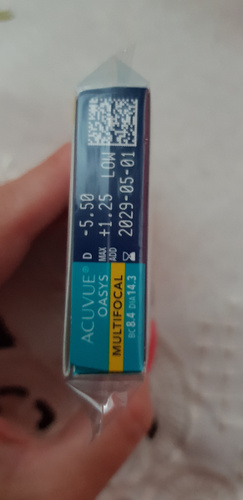 D -5.50
MAX ADD +1.25 LOW
2029-05-01
ACUVUE®
OASYS
MULTIFOCAL
BC 8.4 DIA 14.3